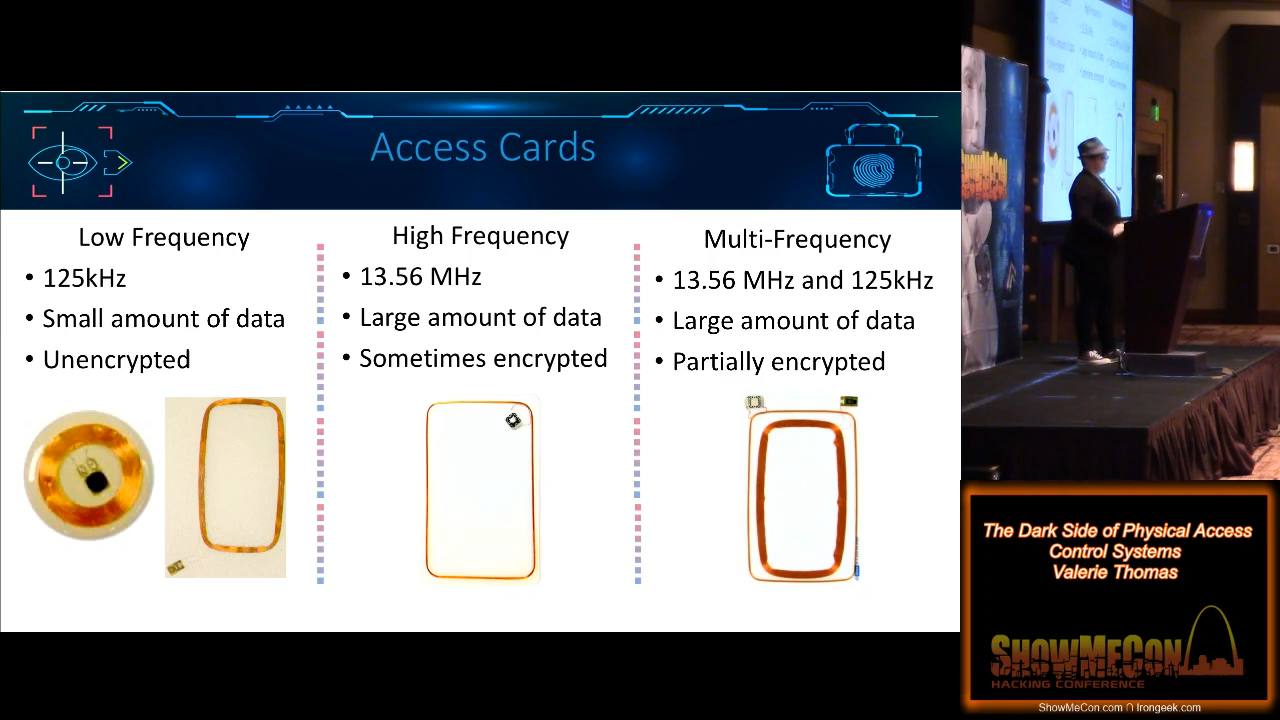 Access Cards
Low Frequency
• 125kHz
• Small amount of data
• Unencrypted
High Frequency
• 13.56 MHz
• Large amount of data
• Sometimes encrypted
Multi-Frequency
• 13.56 MHz and 125kHz
• Large amount of data
• Partially encrypted
The Dark Side of Physical Access
Control Systems
Valerie Thomas
ShowMeCon
HACKING CONFERENCE
ShowMeCon.com ∩ Irongeek.com